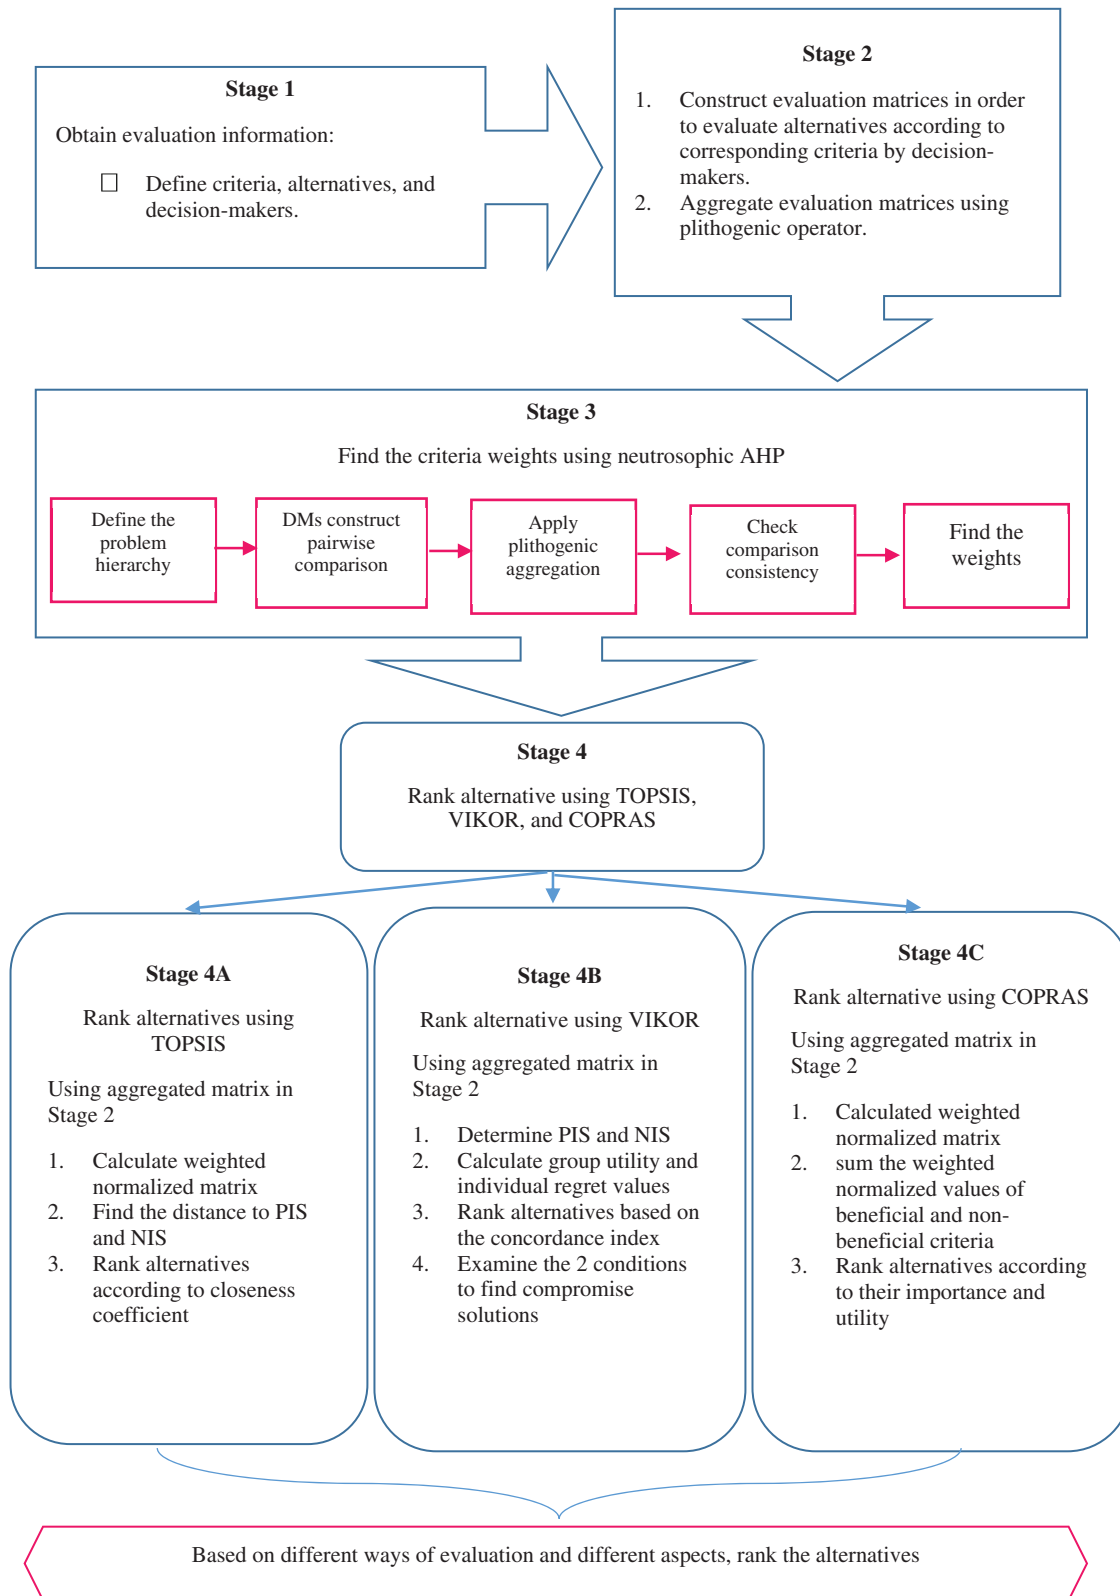 Stage 1
Obtain evaluation information:
Define criteria, alternatives, and
decision-makers.
Stage 2
1. Construct evaluation matrices in order
to evaluate alternatives according to
corresponding criteria by decision-
makers.
2. Aggregate evaluation matrices using
plithogenic operator.
Stage 3
Find the criteria weights using neutrosophic AHP
Define the
problem
hierarchy
DMs construct
pairwise
comparison
Apply
plithogenic
aggregation
Check
comparison
consistency
Find the
weights
Stage 4
Rank alternative using TOPSIS,
VIKOR, and COPRAS
Stage 4A
Rank alternatives using
TOPSIS
Using aggregated matrix in
Stage 2
1. Calculate weighted
normalized matrix
2. Find the distance to PIS
and NIS
3. Rank alternatives
according to closeness
coefficient
Stage 4B
Rank alternative using VIKOR
Using aggregated matrix in
Stage 2
1. Determine PIS and NIS
2. Calculate group utility and
individual regret values
3. Rank alternatives based on
the concordance index
4. Examine the 2 conditions
to find compromise
solutions
Stage 4C
Rank alternative using COPRAS
Using aggregated matrix in
Stage 2
1. Calculated weighted
normalized matrix
2. sum the weighted
normalized values of
beneficial and non-
beneficial criteria
3. Rank alternatives according
to their importance and
utility
Based on different ways of evaluation and different aspects, rank the alternatives